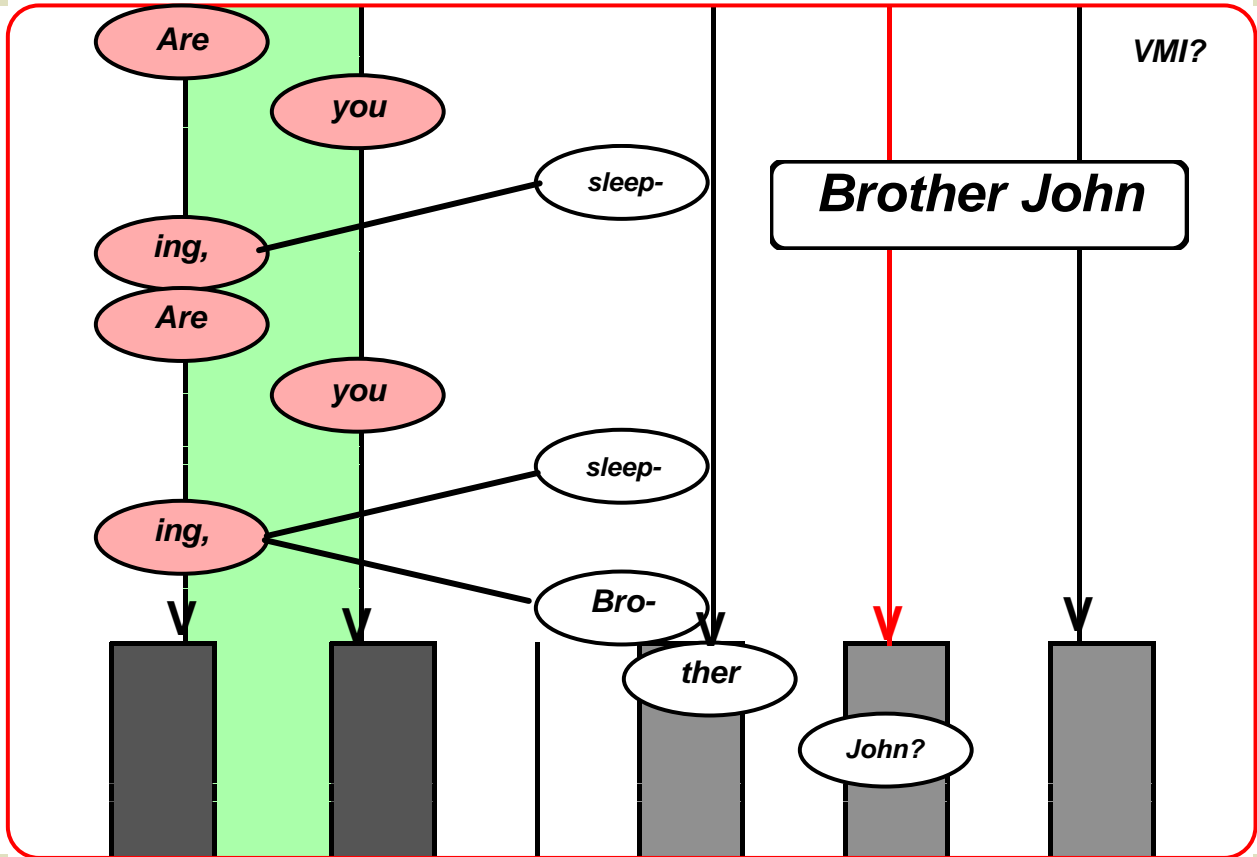 Are
VMI?
you
sleep-
Brother John
ing,
Are
you
sleep-
ing,
Bro-
ther
John?